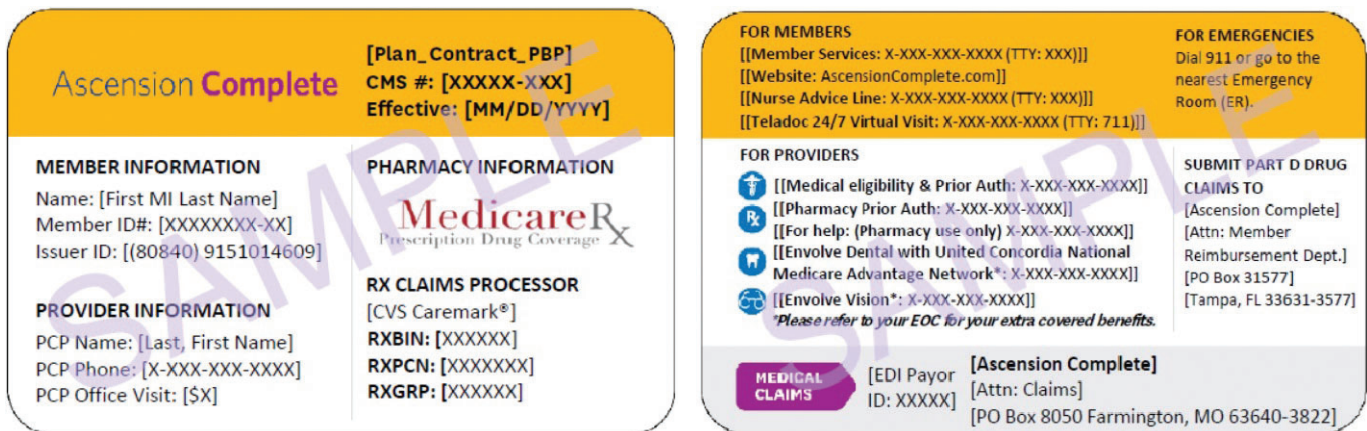 Ascension Complete
[Plan_Contract_PBP]
CMS #: [XXXXX-XXX]
Effective: [MM/DD/YYYY]
MEMBER INFORMATION
Name: [First MI Last Name]
Member ID#: [XXXXXXXX-XX]
Issuer ID: [(80840) 9151014609]
PROVIDER INFORMATION
PCP Name: [Last, First Name]
PCP Phone: [X-XXX-XXX-XXXX]
PCP Office Visit: [$X]
PHARMACY INFORMATION
MedicareRx
Prescription Drug Coverage
RX CLAIMS PROCESSOR
[CVS Caremark®]
RXBIN: [XXXXXX]
RXPCN: [XXXXXXX]
RXGRP: [XXXXXX]
SAMPLE
FOR MEMBERS
[[Member Services: X-XXX-XXX-XXXX (TTY: XXX)]]
[[Website: AscensionComplete.com]]
[[Nurse Advice Line: X-XXX-XXX-XXXX (TTY: XXX)]]
[[Teladoc 24/7 Virtual Visit: X-XXX-XXX-XXXX (TTY: 711)]]
FOR EMERGENCIES
Dial 911 or go to the
nearest Emergency
Room (ER).
FOR PROVIDERS
[[Medical eligibility & Prior Auth: X-XXX-XXX-XXXX]]
Rx
[[Pharmacy Prior Auth: X-XXX-XXX-XXXX]]
[[For help: (Pharmacy use only) X-XXX-XXX-XXXX]]
[[Envolve Dental with United Concordia National
Medicare Advantage Network*: X-XXX-XXX-XXXX]]
[[Envolve Vision*: X-XXX-XXX-XXXX]]
*Please refer to your EOC for your extra covered benefits.
SUBMIT PART D DRUG
CLAIMS TO
[Ascension Complete]
[Attn: Member
Reimbursement Dept.]
[PO Box 31577]
[Tampa, FL 33631-3577]
MEDICAL
CLAIMS
[EDI Payor
ID: XXXXX]
[Ascension Complete]
[Attn: Claims]
[PO Box 8050 Farmington, MO 63640-3822]
SAMPLE